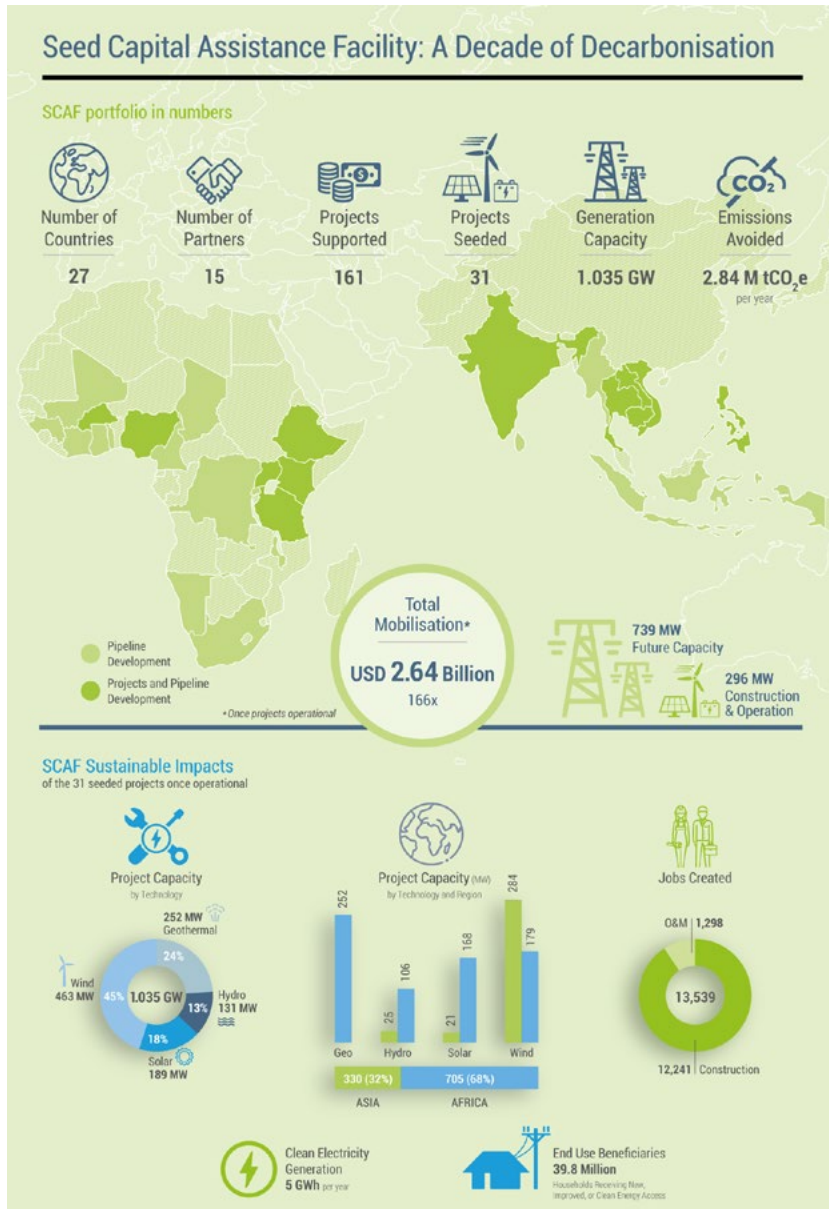 Seed Capital Assistance Facility: A Decade of Decarbonisation
SCAF portfolio in numbers
Number of
Countries
27
Number of
Partners
15
Projects
Supported
161
Projects
Seeded
31
Generation
Capacity
1.035 GW
CO2
Emissions
Avoided
2.84 M tCO2e
per year
Pipeline
Development
Projects and Pipeline
Development
*Once projects operational
Total
Mobilisation*
USD 2.64 Billion
166x
739 MW
Future Capacity
296 MW
Construction
& Operation
SCAF Sustainable Impacts
of the 31 seeded projects once operational
Project Capacity
by Technology
252 MW
Geothermal
24%
Wind
463 MW
45%
1.035 GW
13%
Hydro
131 MW
18%
Solar
189 MW
Project Capacity (MW)
by Technology and Region
252
25
106
21
168
284
179
Geo
Hydro
Solar
Wind
330 (32%)
705 (68%)
ASIA
AFRICA
Jobs Created
O&M | 1,298
13,539
12,241 | Construction
Clean Electricity
Generation
5 GWh per year
End Use Beneficiaries
39.8 Million
Households Receiving New,
Improved, or Clean Energy Access